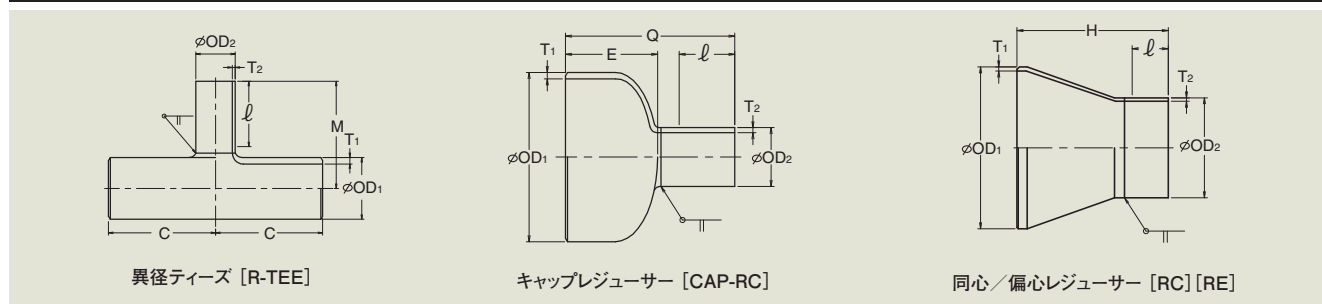 φOD2
T2
ℓ
M
T1
φOD1
C
C
異径ティーズ [R-TEE]
Q
E
ℓ
T1
T2
φOD1
φOD2
キャップレジューサー [CAP-RC]
H
ℓ
T1
T2
φOD1
φOD2
同心／偏心レジューサー [RC][RE]